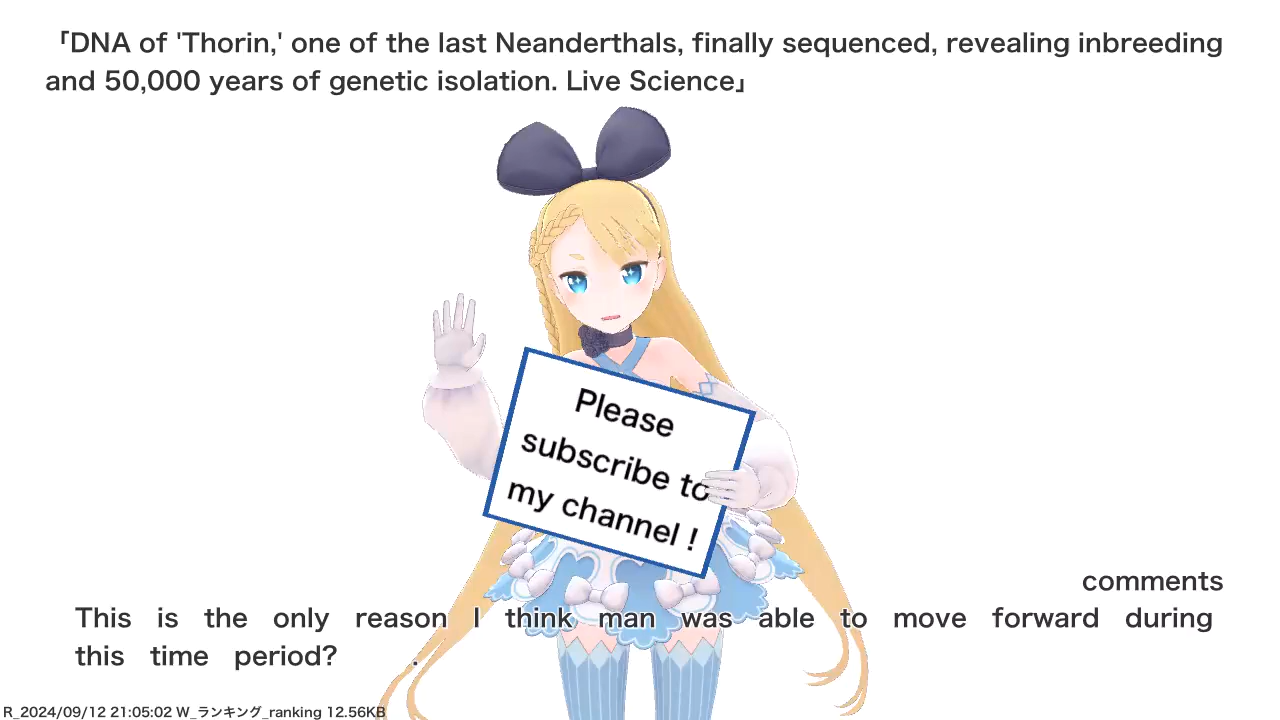 「DNA of 'Thorin,' one of the last Neanderthals, finally sequenced, revealing inbreeding
and 50,000 years of genetic isolation. Live Science」
Please
subscribe to
my channel !
comments
This is the only reason I think man was able to move forward during
this time period? .
R_2024/09/12 21:05:02 W_ランキング_ranking 12.56KB